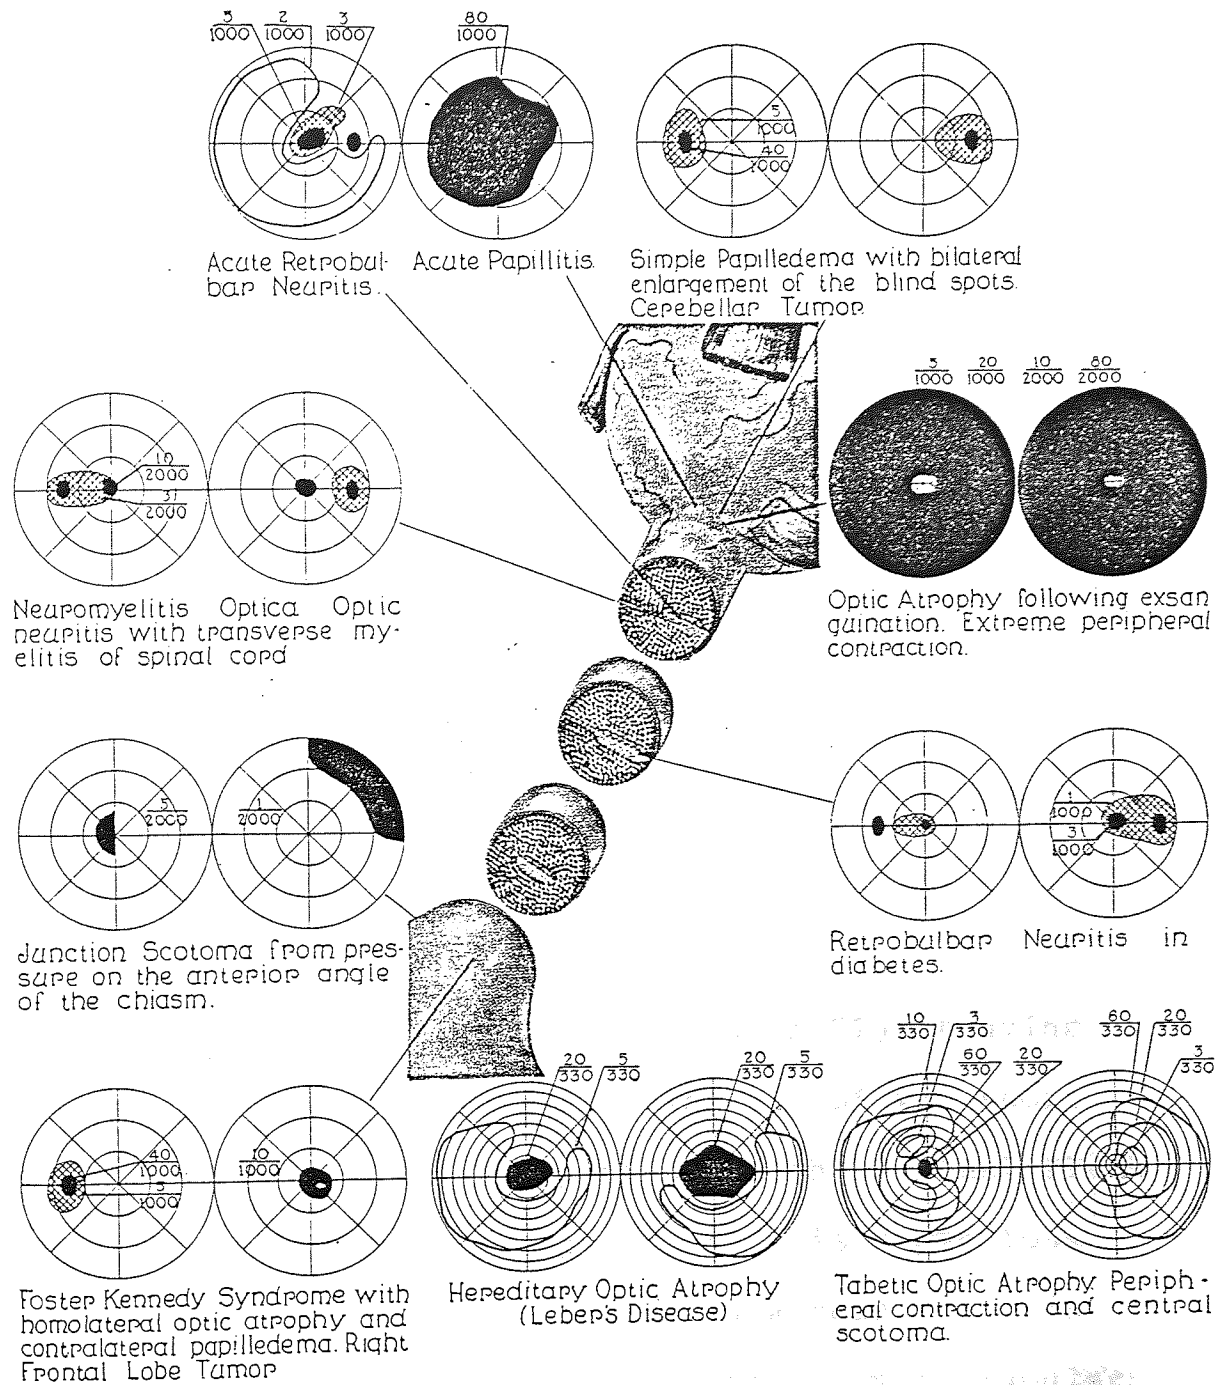 5/1000 2/1000 3/1000
80/1000
5/1000
40/1000
Acute Retrobul-
bar Neuritis.
Acute Papillitis.
Simple Papilledema with bilateral
enlargement of the blind spots.
Cerebellar Tumor
5/1000 20/1000 10/2000 80/2000
10/2000
31/2000
Neuromyelitis Optica Optic
neuritis with transverse my-
elitis of spinal cord
Optic Atrophy following exsan
guination. Extreme peripheral
contraction.
5/2000
1/2000
1/1000
31/1000
Junction Scotoma from pres-
sure on the anterior angle
of the chiasm.
Retrobulbar Neuritis in
diabetes.
40/1000
5/1000
10/1000
20/330 5/330
20/330 5/330
10/330 3/330
60/330 20/330
60/330 20/330
3/330
Foster Kennedy Syndrome with
homolateral optic atrophy and
contralateral papilledema. Right
Frontal Lobe Tumor
Hereditary Optic Atrophy
(Leber's Disease)
Tabetic Optic Atrophy. Periph-
eral contraction and central
scotoma.